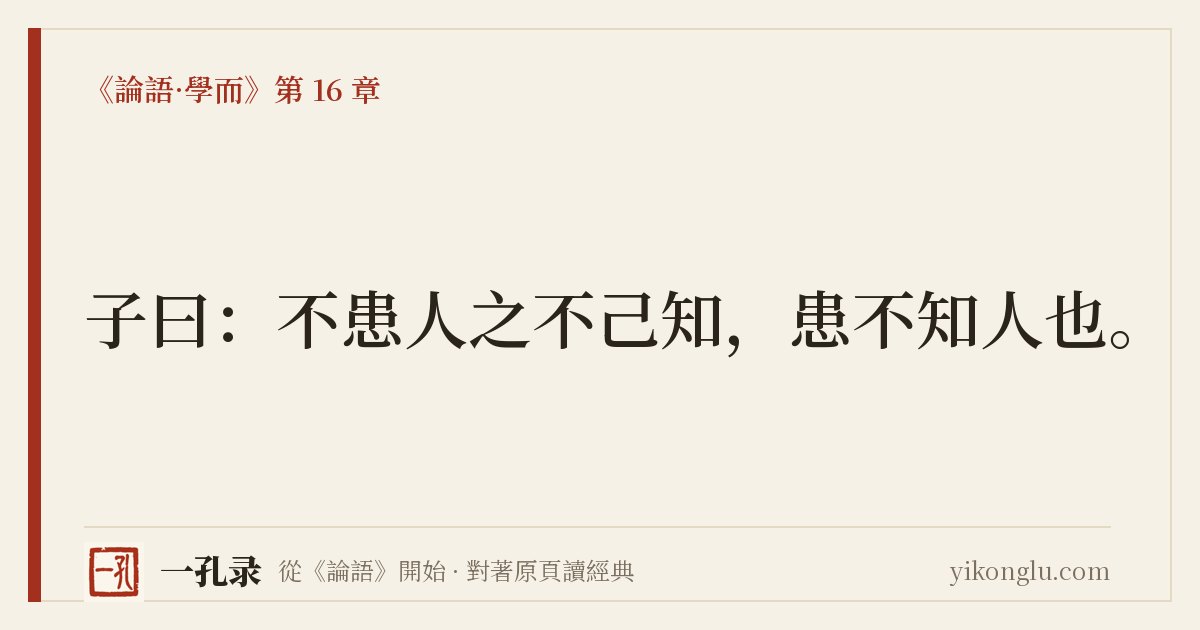 《論語·學而》第 16 章
子曰：不患人之不己知，患不知人也。
一孔
一孔录
從《論語》開始 · 對著原頁讀經典
yikonglu.com